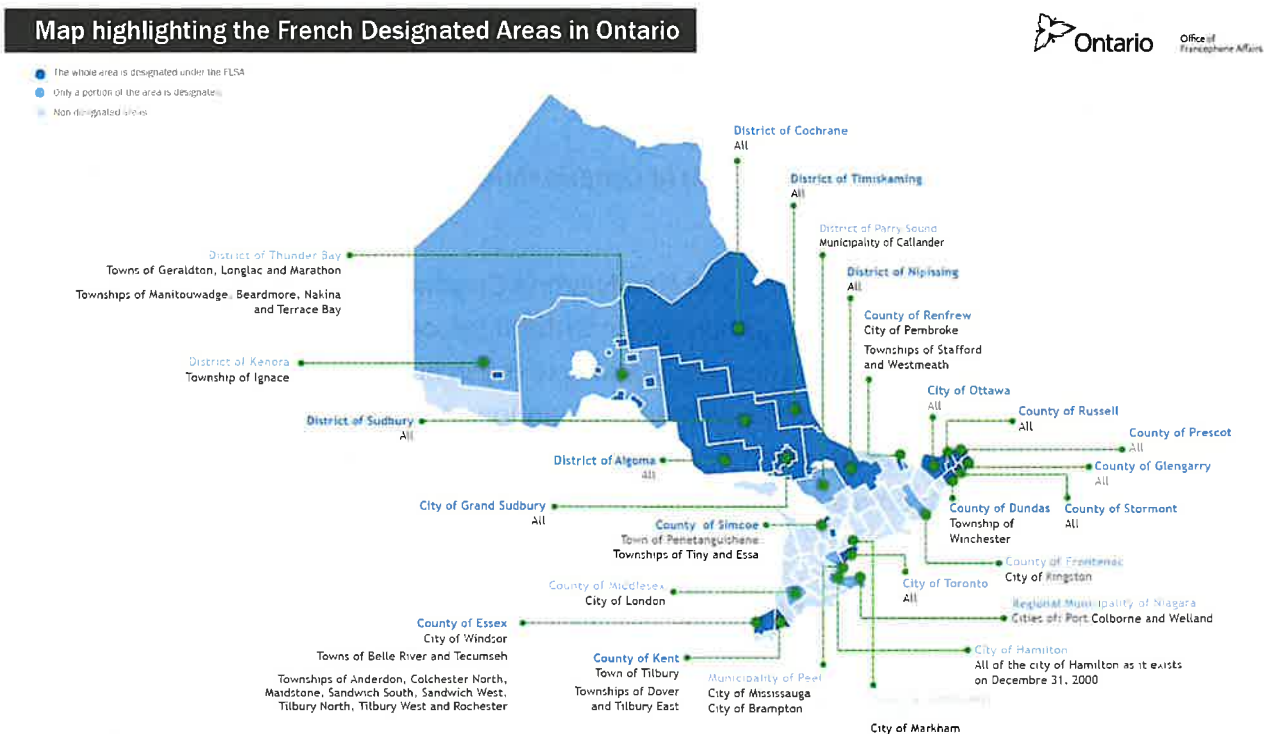 Map highlighting the French Designated Areas in Ontario
Ontario
Office of
Francophone Affairs
The whole area is designated under the FLSA
Only a portion of the area is designated
Non designated areas
District of Cochrane
All
District of Timiskaming
All
District of Parry Sound
Municipality of Callander
District of Nipissing
All
County of Renfrew
City of Pembroke
Townships of Stafford
and Westmeath
City of Ottawa
All
County of Russell
All
County of Prescot
All
County of Glengarry
All
County of Stormont
All
County of Dundas
Township of
Winchester
County of Frontenac
City of Kingston
City of Toronto
All
Regional Municipality of Niagara
Cities of: Port Colborne and Welland
City of Hamilton
All of the city of Hamilton as it exists
on Decembre 31, 2000
City of Markham
Municipality of Peel
City of Mississauga
City of Brampton
County of Kent
Town of Tilbury
Townships of Dover
and Tilbury East
County of Essex
City of Windsor
Towns of Belle River and Tecumseh
Townships of Anderdon, Colchester North,
Maidstone, Sandwich South, Sandwich West,
Tilbury North, Tilbury West and Rochester
County of Middlesex
City of London
County of Simcoe
Town of Penetanguishene
Townships of Tiny and Essa
City of Grand Sudbury
All
District of Algoma
All
District of Sudbury
All
District of Kenora
Township of Ignace
District of Thunder Bay
Towns of Geraldton, Longlac and Marathon
Townships of Manitouwadge, Beardmore, Nakina
and Terrace Bay